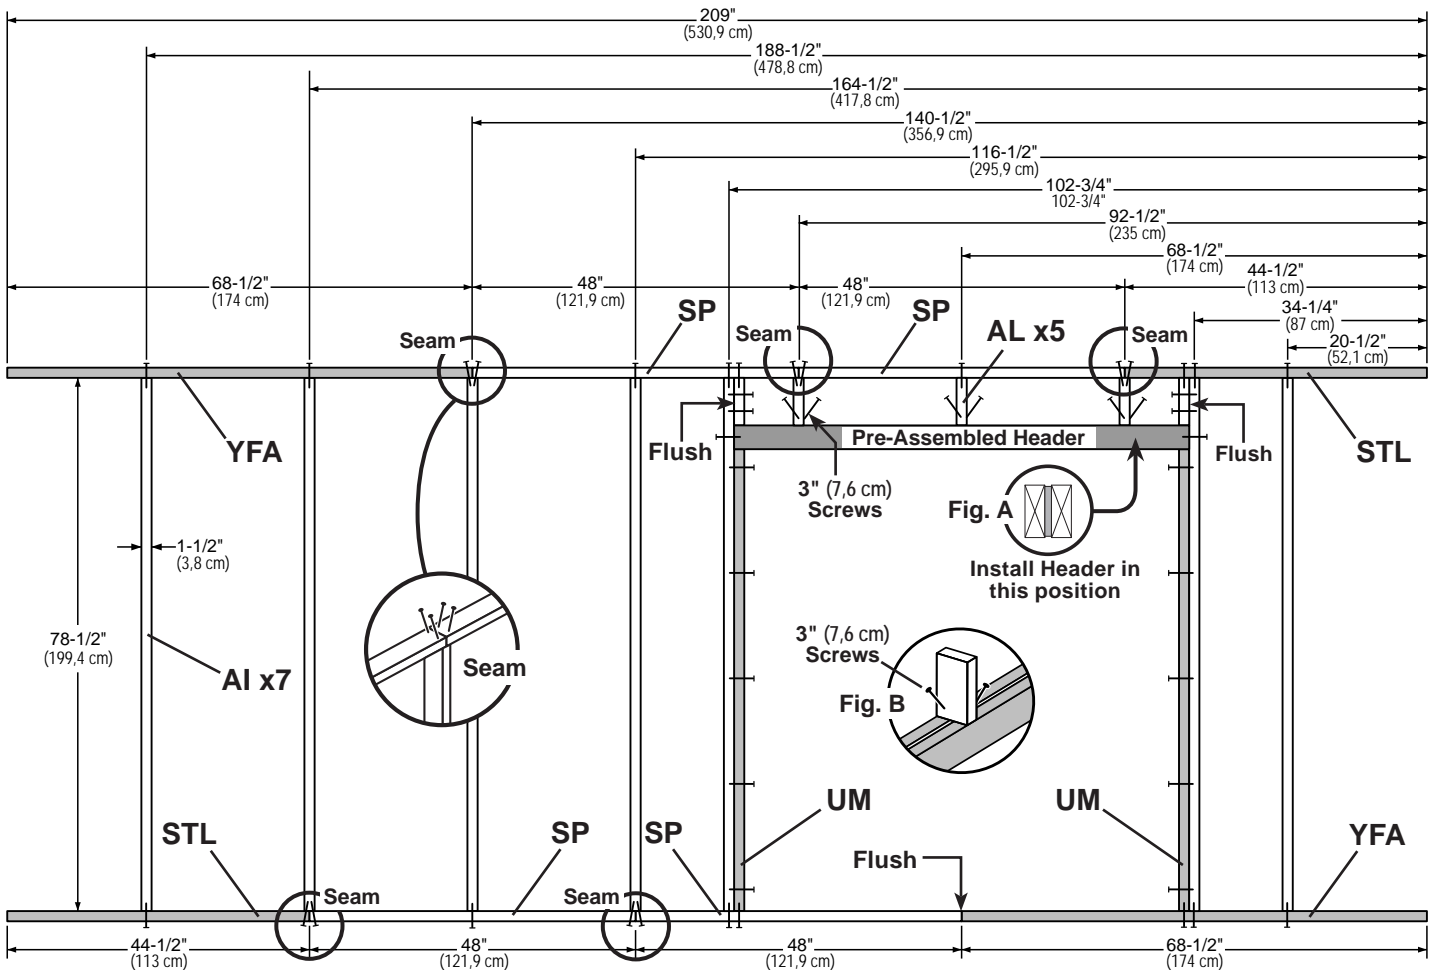 209"
(530,9 cm)
188-1/2"
(478,8 cm)
164-1/2"
(417,8 cm)
140-1/2"
(356,9 cm)
116-1/2"
(295,9 cm)
102-3/4"
102-3/4"
92-1/2"
(235 cm)
68-1/2"
(174 cm)
68-1/2"
(174 cm)
48"
(121,9 cm)
48"
(121,9 cm)
44-1/2"
(113 cm)
34-1/4"
(87 cm)
20-1/2"
(52,1 cm)
SP
SP
AL x5
Seam
Seam
Seam
YFA
Flush
Pre-Assembled Header
Flush
STL
3" (7,6 cm)
Screws
Fig. A
Install Header in
this position
1-1/2"
(3,8 cm)
78-1/2"
(199,4 cm)
AI x7
Seam
3" (7,6 cm)
Screws
Fig. B
UM
UM
STL
SP
SP
Flush
YFA
Seam
Seam
44-1/2"
(113 cm)
48"
(121,9 cm)
48"
(121,9 cm)
68-1/2"
(174 cm)